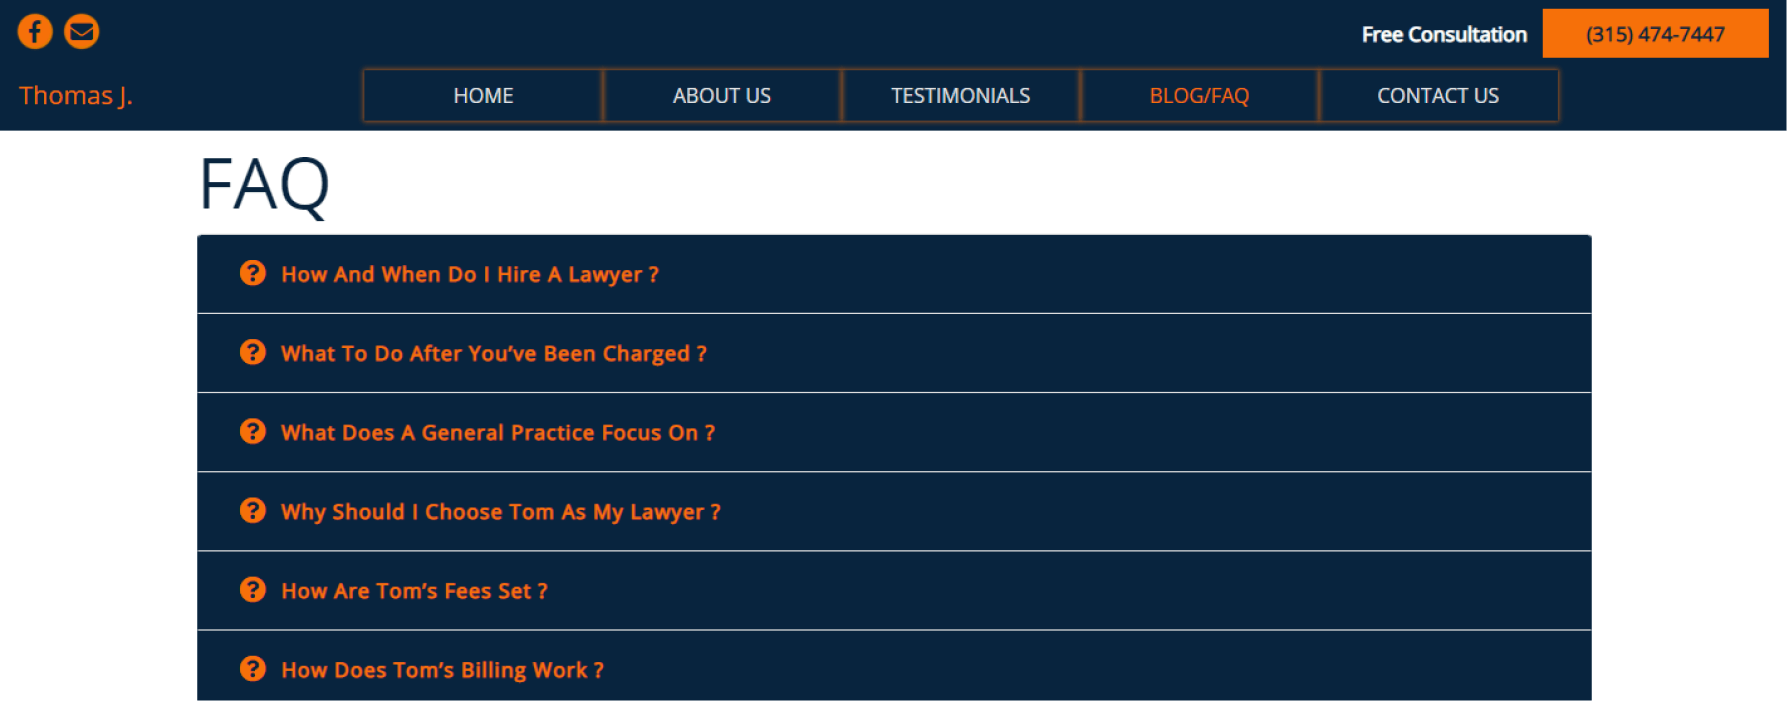 Free Consultation (315) 474-7447
Thomas J. HOME ABOUT US TESTIMONIALS BLOG/FAQ CONTACT US
FAQ
How And When Do I Hire A Lawyer ?
What To Do After You’ve Been Charged ?
What Does A General Practice Focus On ?
Why Should I Choose Tom As My Lawyer ?
How Are Tom’s Fees Set ?
How Does Tom’s Billing Work ?